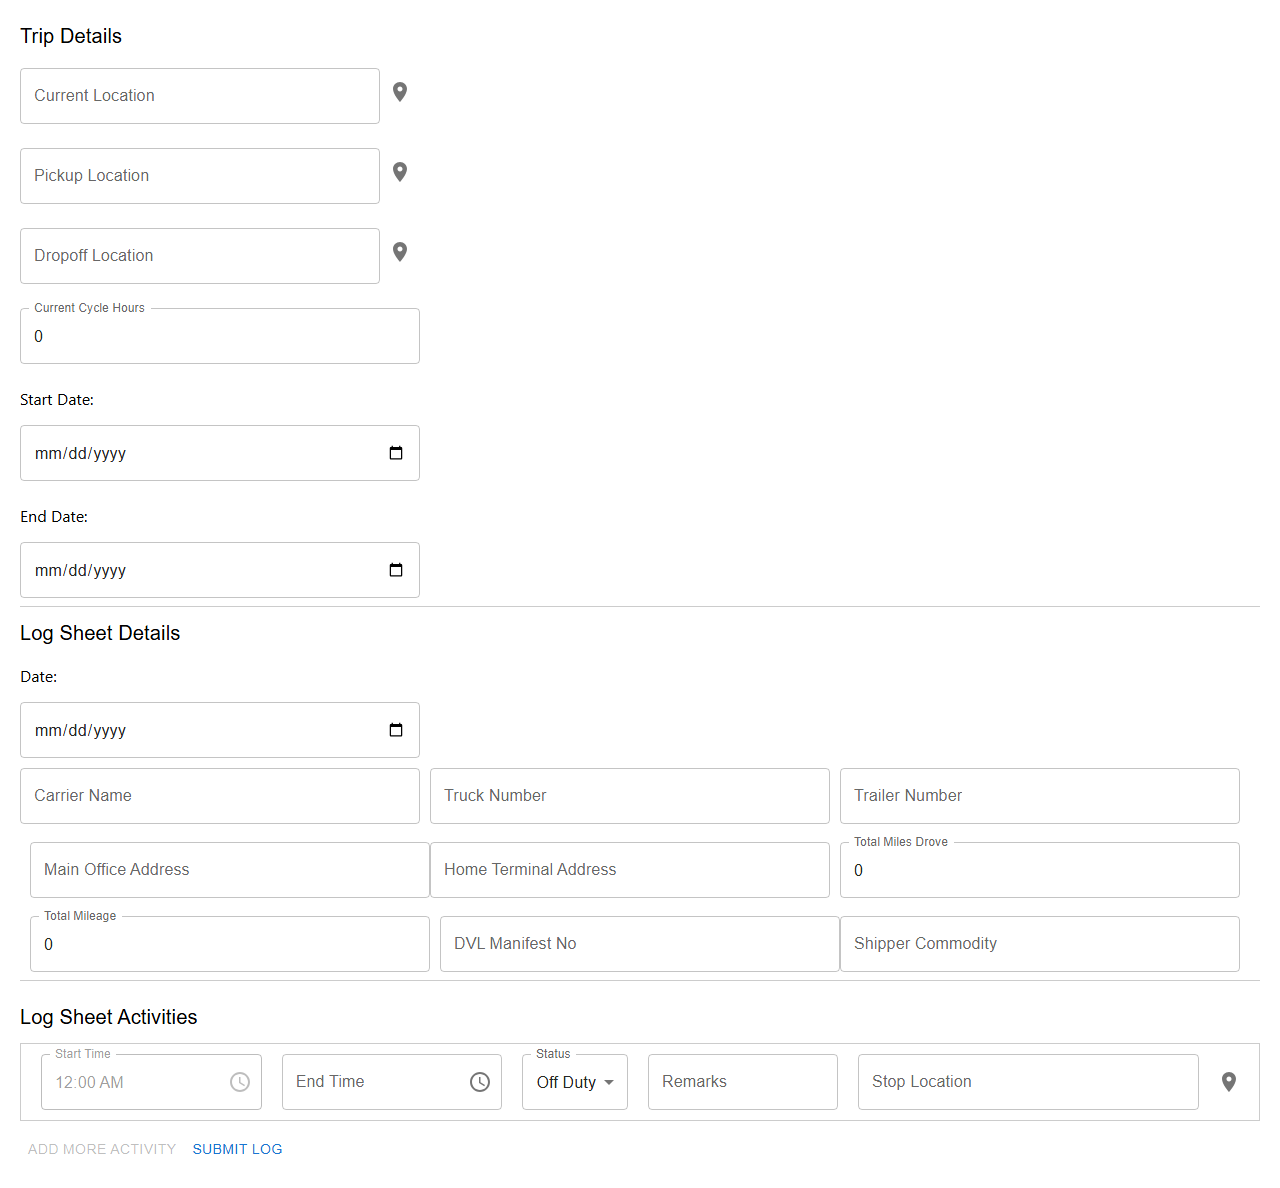 Trip Details
Current Location
Pickup Location
Dropoff Location
Current Cycle Hours
0
Start Date:
mm/dd/yyyy
End Date:
mm/dd/yyyy
Log Sheet Details
Date:
mm/dd/yyyy
Carrier Name Truck Number Trailer Number
Total Miles Drove
Main Office Address Home Terminal Address 0
Total Mileage
0 DVL Manifest No Shipper Commodity
Log Sheet Activities
Start Time Status
12:00 AM End Time Off Duty Remarks Stop Location
ADD MORE ACTIVITY SUBMIT LOG